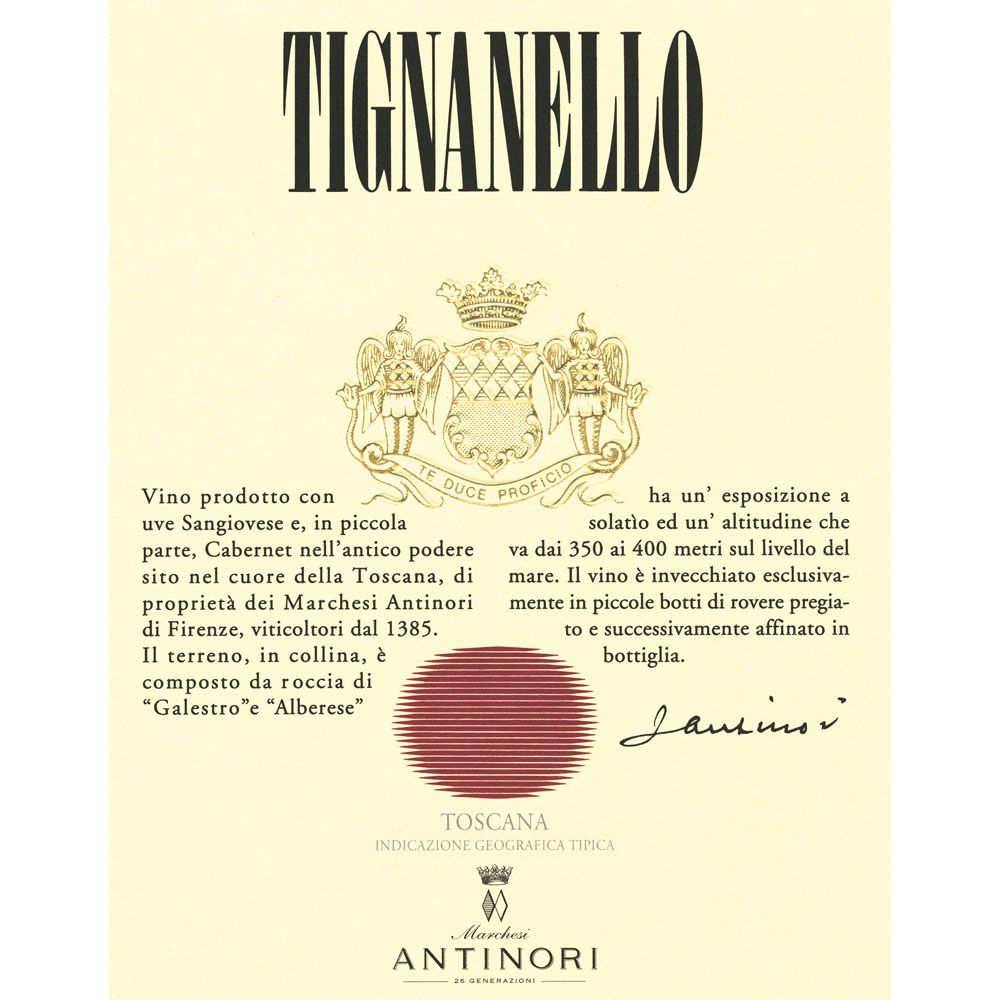 TIGNANELLO
TE DUCE PROFICIO
Vino prodotto con
uve Sangiovese e, in piccola
parte, Cabernet nell’antico podere
sito nel cuore della Toscana, di
proprietà dei Marchesi Antinori
di Firenze, viticoltori dal 1385.
Il terreno, in collina, è
composto da roccia di
“Galestro”e “Alberese”
ha un’ esposizione a
solatìo ed un’ altitudine che
va dai 350 ai 400 metri sul livello del
mare. Il vino è invecchiato esclusiva-
mente in piccole botti di rovere pregia-
to e successivamente affinato in
bottiglia.
Jantinori
TOSCANA
INDICAZIONE GEOGRAFICA TIPICA
Marchesi
ANTINORI
26 GENERAZIONI